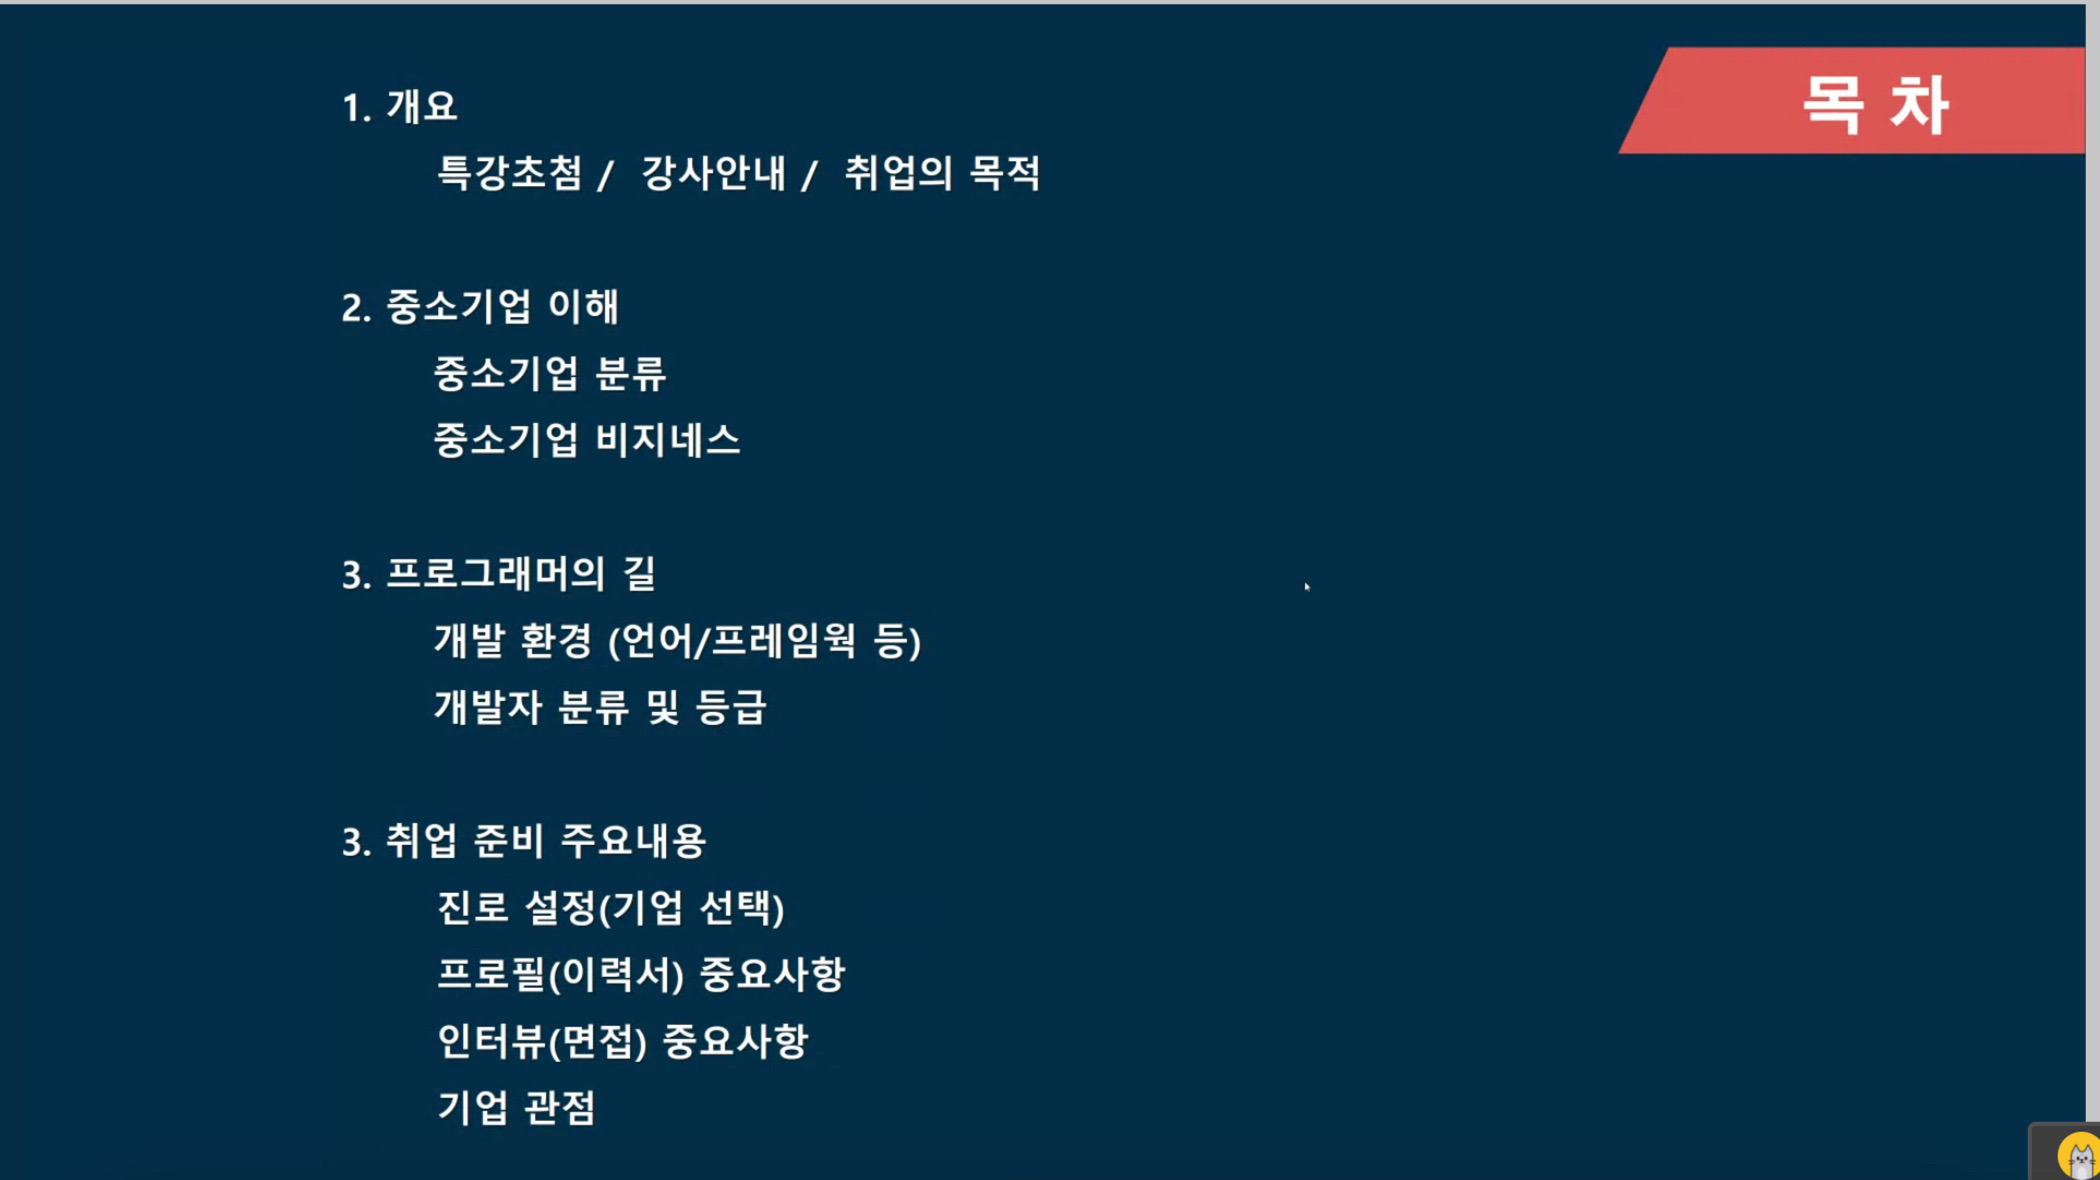 목 차
1. 개요
특강초첨 / 강사안내 / 취업의 목적
2. 중소기업 이해
중소기업 분류
중소기업 비지네스
3. 프로그래머의 길
개발 환경 (언어/프레임웍 등)
개발자 분류 및 등급
3. 취업 준비 주요내용
진로 설정(기업 선택)
프로필(이력서) 중요사항
인터뷰(면접) 중요사항
기업 관점